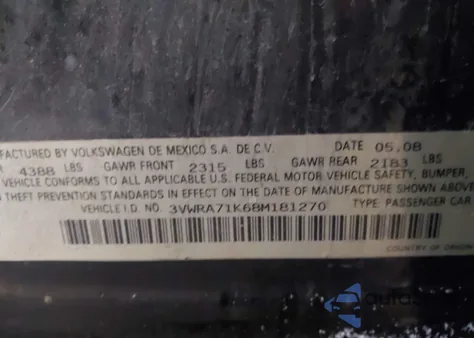 FACTURED BY VOLKSWAGEN DE MEXICO S.A. DE C.V. DATE 05.08
4388 LBS GAWR FRONT 2315 LBS GAWR REAR 2183 LBS
VEHICLE CONFORMS TO ALL APPLICABLE U.S. FEDERAL MOTOR VEHICLE SAFETY, BUMPER,
THEFT PREVENTION STANDARDS IN EFFECT ON THE DATE OF MANUFACTURE SHOWN ABOVE
VEHICLE I.D. NO. 3VWRA71K68M181270 TYPE PASSENGER CAR
COUNTRY OF ORIGIN